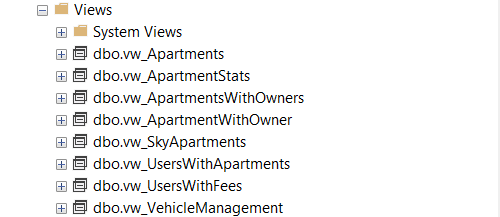 Views
System Views
dbo.vw_Apartments
dbo.vw_ApartmentStats
dbo.vw_ApartmentsWithOwners
dbo.vw_ApartmentWithOwner
dbo.vw_SkyApartments
dbo.vw_UsersWithApartments
dbo.vw_UsersWithFees
dbo.vw_VehicleManagement